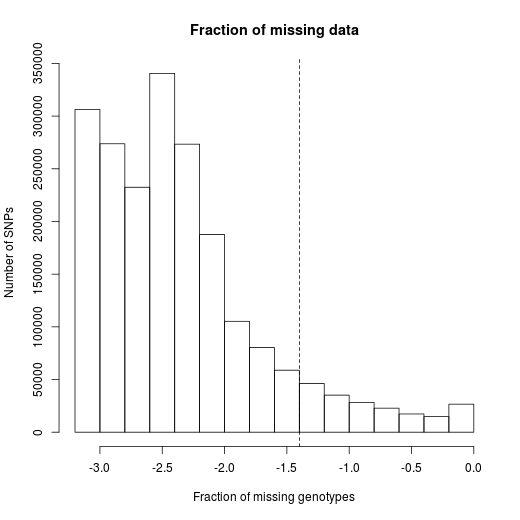 Fraction of missing data
Number of SNPs
350000
300000
250000
200000
150000
100000
50000
0
-3.0 -2.5 -2.0 -1.5 -1.0 -0.5 0.0
Fraction of missing genotypes